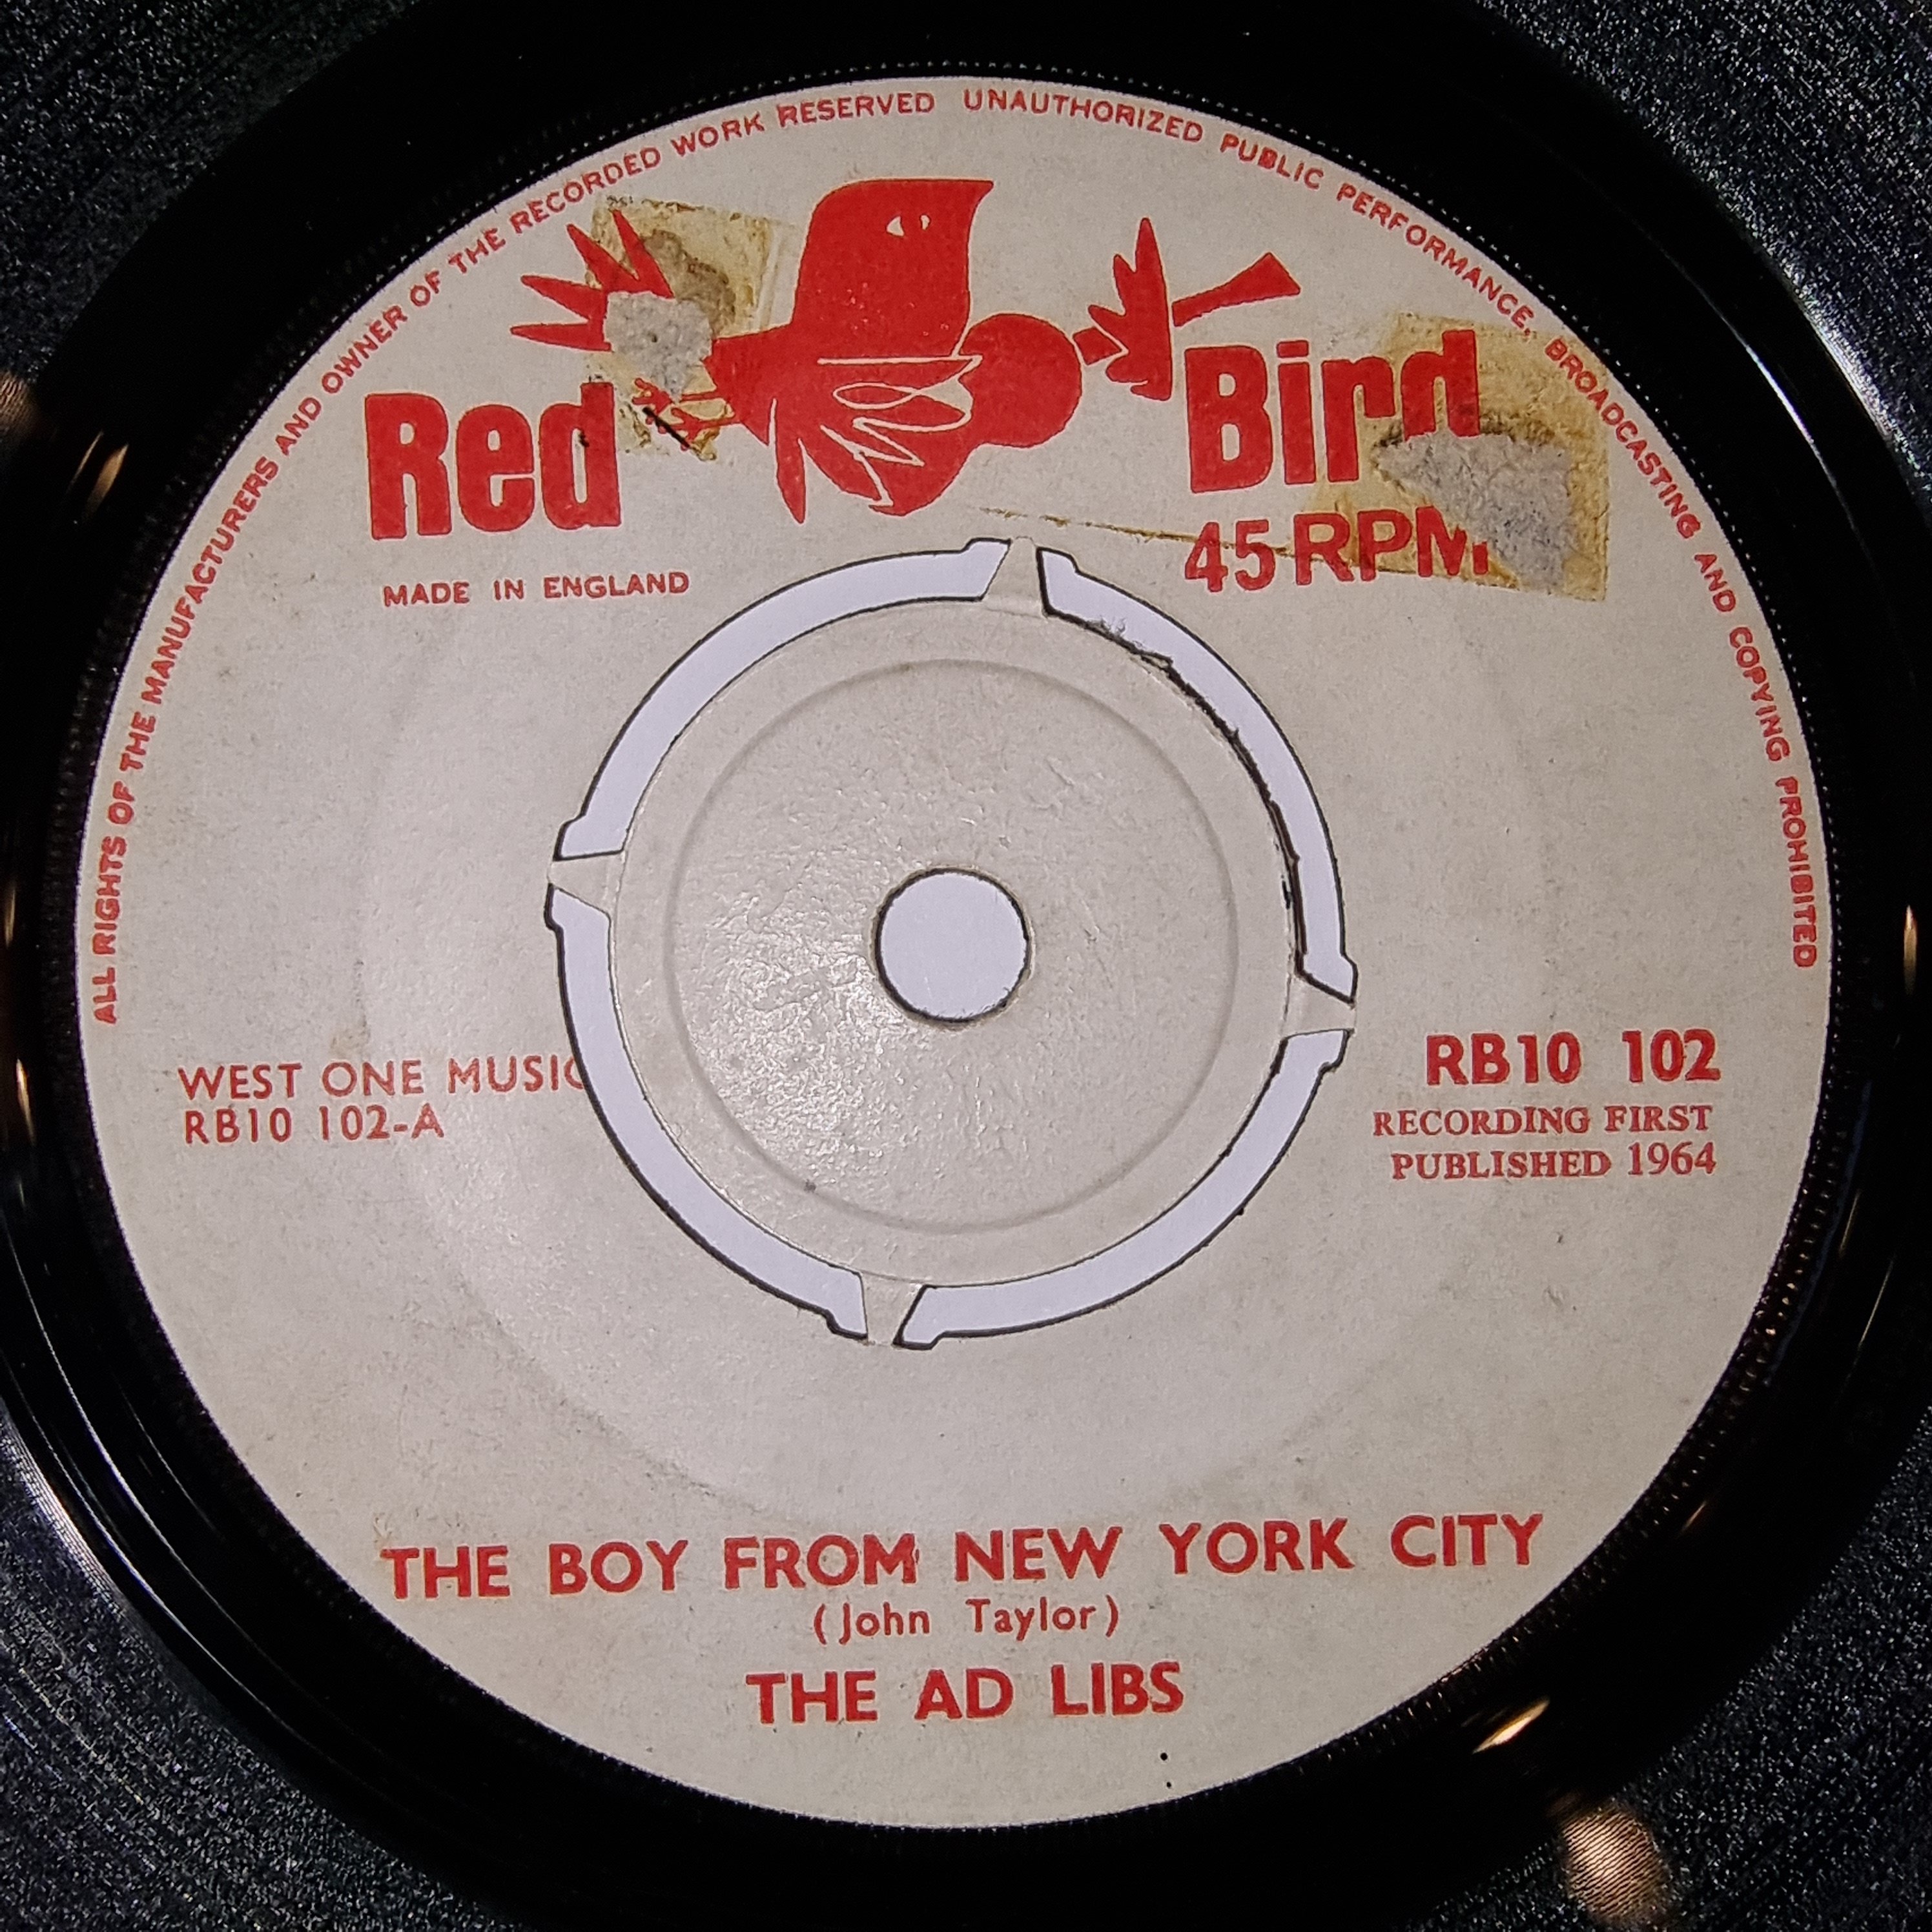 ALL RIGHTS OF THE MANUFACTURERS AND OWNER OF THE RECORDED WORK RESERVED UNAUTHORIZED PUBLIC PERFORMANCE, BROADCASTING AND COPYING PROHIBITED
Red Bird
45 RPM
MADE IN ENGLAND
WEST ONE MUSIC
RB10 102-A
RB10 102
RECORDING FIRST
PUBLISHED 1964
THE BOY FROM NEW YORK CITY
(John Taylor)
THE AD LIBS